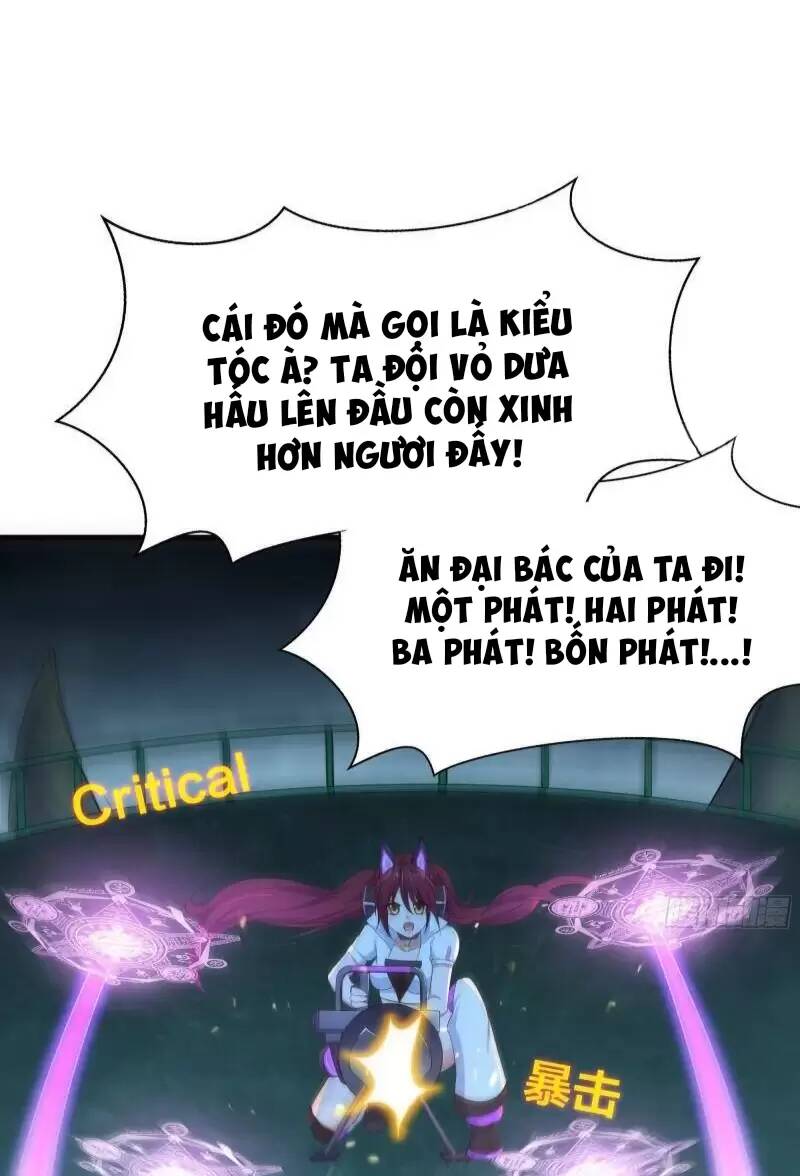 CÁI ĐÓ MÀ GỌI LÀ KIỂU
TÓC À? TA ĐỘI VỎ DƯA
HẤU LÊN ĐẦU CÒN XINH
HƠN NGƯƠI ĐẤY!
ĂN ĐẠI BÁC CỦA TA ĐI!
MỘT PHÁT! HAI PHÁT!
BA PHÁT! BỐN PHÁT!...!
Critical
暴击